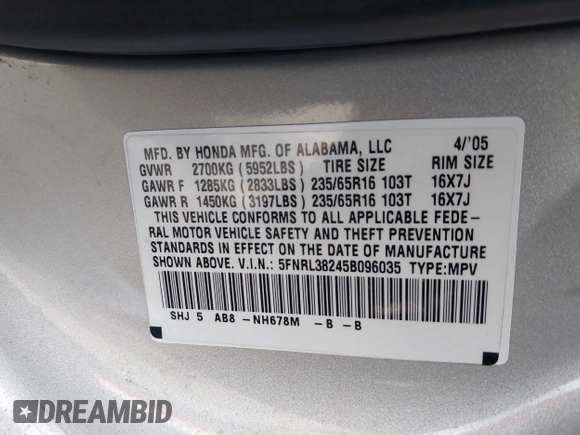 MFD. BY HONDA MFG. OF ALABAMA, LLC 4/'05
GVWR 2700KG (5952LBS) TIRE SIZE RIM SIZE
GAWR F 1285KG (2833LBS) 235/65R16 103T 16X7J
GAWR R 1450KG (3197LBS) 235/65R16 103T 16X7J
THIS VEHICLE CONFORMS TO ALL APPLICABLE FEDE-
RAL MOTOR VEHICLE SAFETY AND THEFT PREVENTION
STANDARDS IN EFFECT ON THE DATE OF MANUFACTURE
SHOWN ABOVE. V.I.N.: 5FNRL38245B096035 TYPE:MPV
SHJ 5 AB8 -NH678M -B -B
DREAMBID